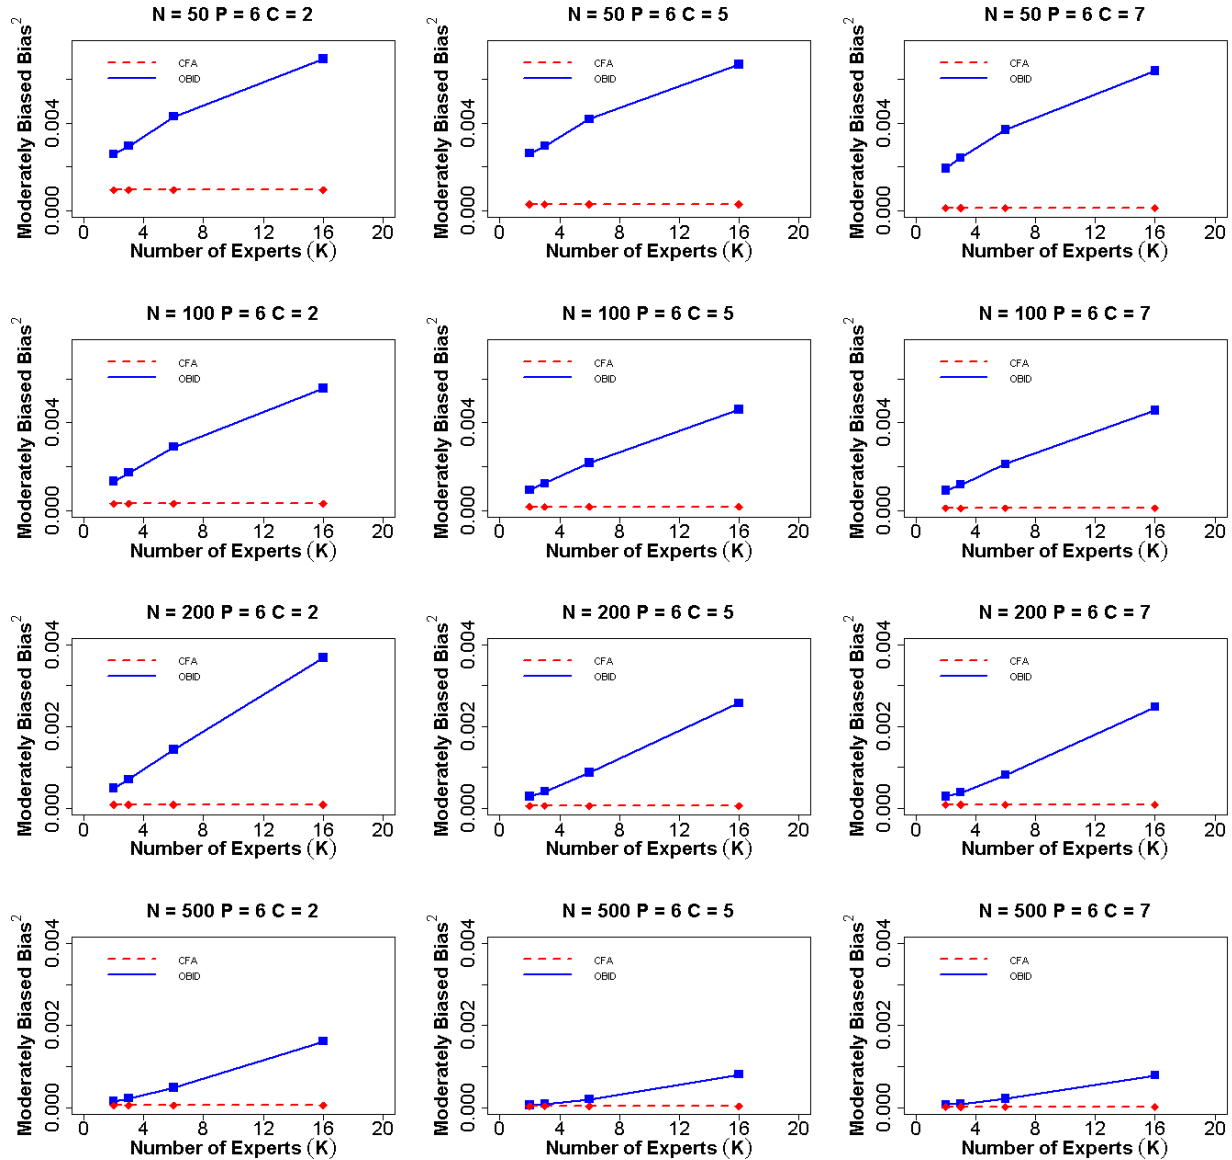 N = 50 P = 6 C = 2
Moderately Biased Bias²
0.000 0.004
CFA
OBID
0 4 8 12 16 20
Number of Experts (K)
N = 50 P = 6 C = 5
Moderately Biased Bias²
0.000 0.004
CFA
OBID
0 4 8 12 16 20
Number of Experts (K)
N = 50 P = 6 C = 7
Moderately Biased Bias²
0.000 0.004
CFA
OBID
0 4 8 12 16 20
Number of Experts (K)
N = 100 P = 6 C = 2
Moderately Biased Bias²
0.000 0.004
CFA
OBID
0 4 8 12 16 20
Number of Experts (K)
N = 100 P = 6 C = 5
Moderately Biased Bias²
0.000 0.004
CFA
OBID
0 4 8 12 16 20
Number of Experts (K)
N = 100 P = 6 C = 7
Moderately Biased Bias²
0.000 0.004
CFA
OBID
0 4 8 12 16 20
Number of Experts (K)
N = 200 P = 6 C = 2
Moderately Biased Bias²
0.000 0.002 0.004
CFA
OBID
0 4 8 12 16 20
Number of Experts (K)
N = 200 P = 6 C = 5
Moderately Biased Bias²
0.000 0.002 0.004
CFA
OBID
0 4 8 12 16 20
Number of Experts (K)
N = 200 P = 6 C = 7
Moderately Biased Bias²
0.000 0.002 0.004
CFA
OBID
0 4 8 12 16 20
Number of Experts (K)
N = 500 P = 6 C = 2
Moderately Biased Bias²
0.000 0.002 0.004
CFA
OBID
0 4 8 12 16 20
Number of Experts (K)
N = 500 P = 6 C = 5
Moderately Biased Bias²
0.000 0.002 0.004
CFA
OBID
0 4 8 12 16 20
Number of Experts (K)
N = 500 P = 6 C = 7
Moderately Biased Bias²
0.000 0.002 0.004
CFA
OBID
0 4 8 12 16 20
Number of Experts (K)